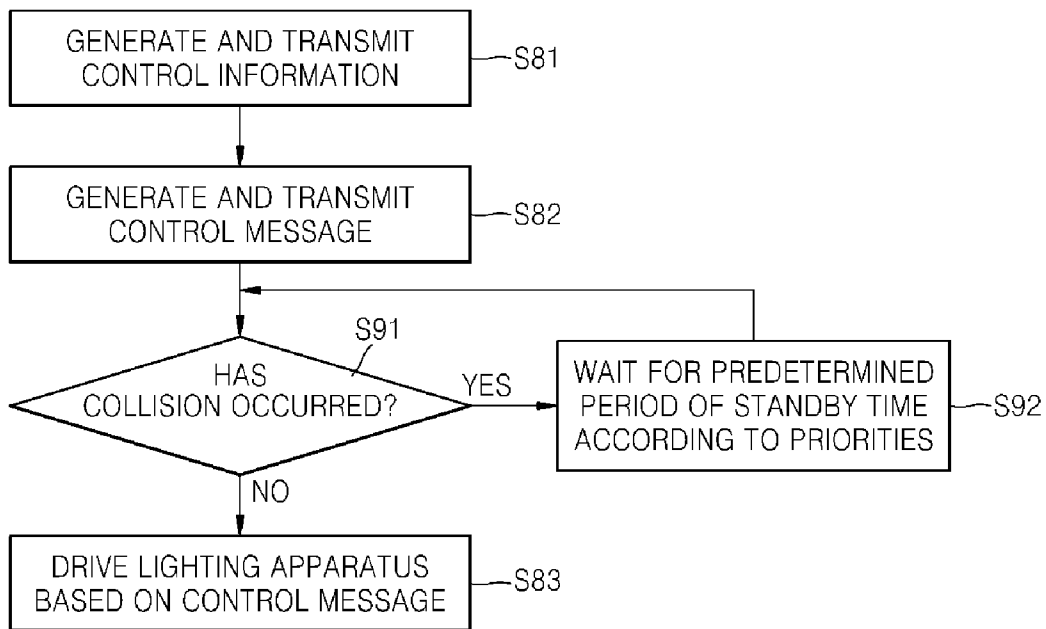 GENERATE AND TRANSMIT
CONTROL INFORMATION
S81
GENERATE AND TRANSMIT
CONTROL MESSAGE
S82
S91
HAS
COLLISION OCCURRED?
YES
WAIT FOR PREDETERMINED
PERIOD OF STANDBY TIME
ACCORDING TO PRIORITIES
S92
NO
DRIVE LIGHTING APPARATUS
BASED ON CONTROL MESSAGE
S83